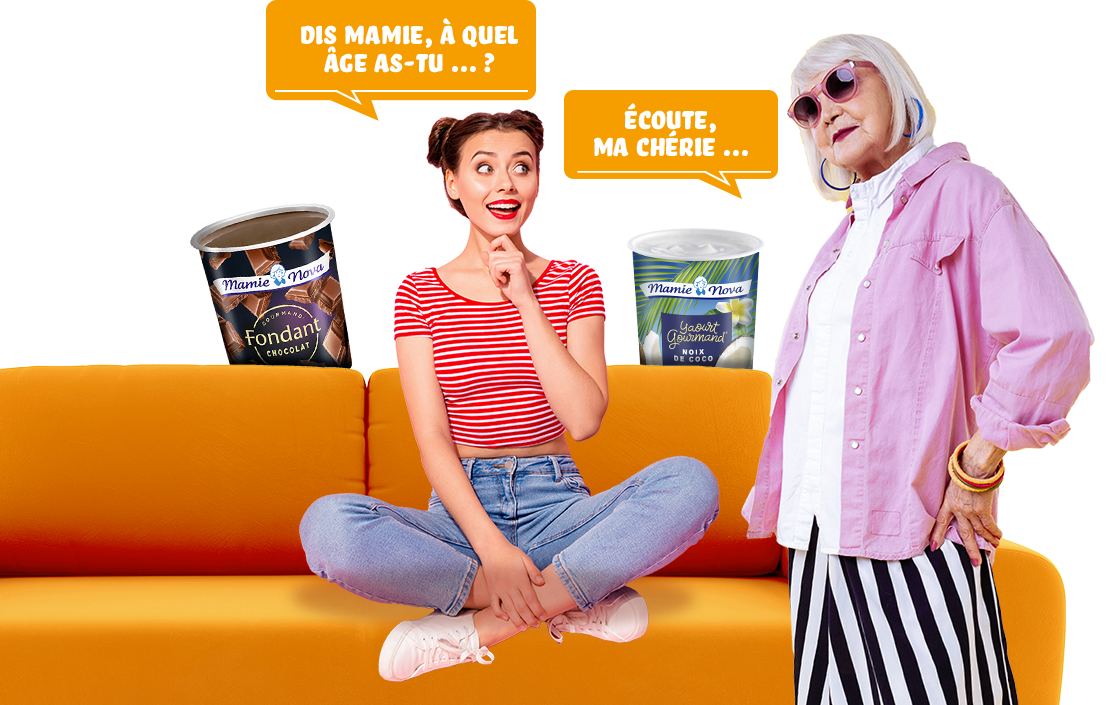 DIS MAMIE, À QUEL
ÂGE AS-TU ... ?
ÉCOUTE,
MA CHÉRIE ...
Mamie Nova
GOURMAND
Fondant
CHOCOLAT
Mamie Nova
Yaourt
Gourmand
NOIX
DE COCO